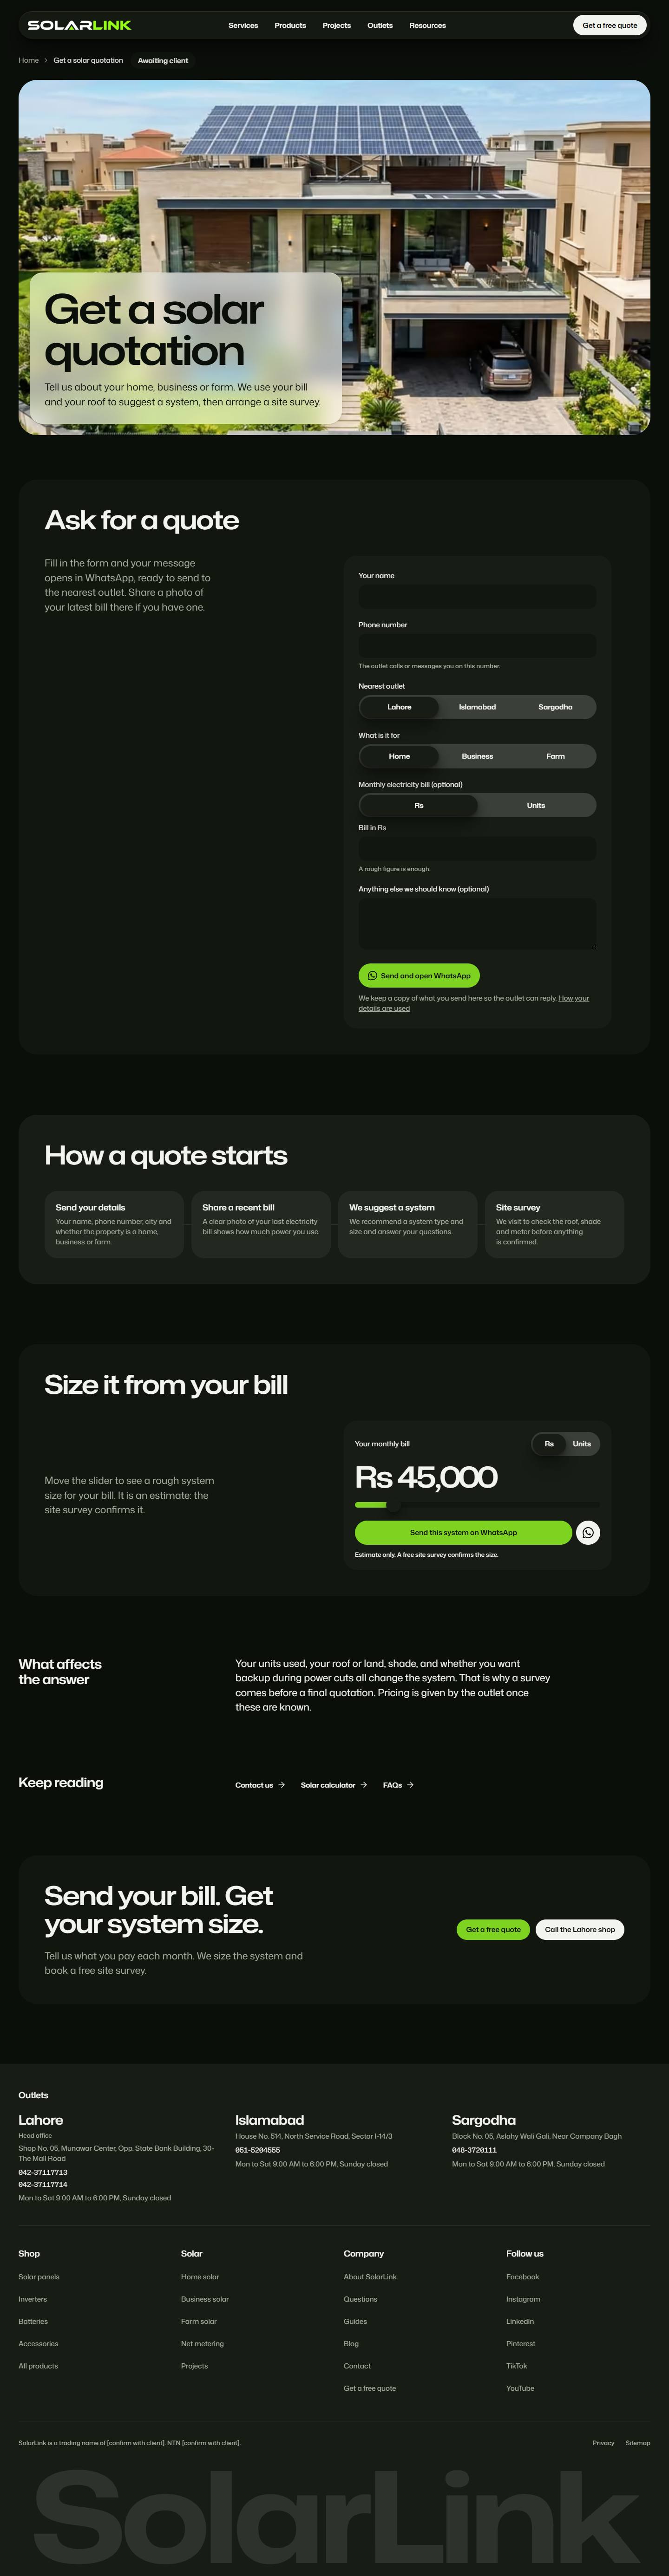 SOLARLINK
Services Products Projects Outlets Resources
Get a free quote
Home > Get a solar quotation Awaiting client
Get a solar
quotation
Tell us about your home, business or farm. We use your bill
and your roof to suggest a system, then arrange a site survey.
Ask for a quote
Fill in the form and your message
opens in WhatsApp, ready to send to
the nearest outlet. Share a photo of
your latest bill there if you have one.
Your name
Phone number
The outlet calls or messages you on this number.
Nearest outlet
Lahore Islamabad Sargodha
What is it for
Home Business Farm
Monthly electricity bill (optional)
Rs Units
Bill in Rs
A rough figure is enough.
Anything else we should know (optional)
Send and open WhatsApp
We keep a copy of what you send here so the outlet can reply. How your
details are used
How a quote starts
Send your details
Your name, phone number, city and
whether the property is a home,
business or farm.
Share a recent bill
A clear photo of your last electricity
bill shows how much power you use.
We suggest a system
We recommend a system type and
size and answer your questions.
Site survey
We visit to check the roof, shade
and meter before anything
is confirmed.
Size it from your bill
Move the slider to see a rough system
size for your bill. It is an estimate: the
site survey confirms it.
Your monthly bill
Rs Units
Rs 45,000
Send this system on WhatsApp
Estimate only. A free site survey confirms the size.
What affects
the answer
Your units used, your roof or land, shade, and whether you want
backup during power cuts all change the system. That is why a survey
comes before a final quotation. Pricing is given by the outlet once
these are known.
Keep reading
Contact us → Solar calculator → FAQs →
Send your bill. Get
your system size.
Tell us what you pay each month. We size the system and
book a free site survey.
Get a free quote Call the Lahore shop
Outlets
Lahore
Head office
Shop No. 05, Munawar Center, Opp. State Bank Building, 30-
The Mall Road
042-37117713
042-37117714
Mon to Sat 9:00 AM to 6:00 PM, Sunday closed
Islamabad
House No. 514, North Service Road, Sector I-14/3
051-5204555
Mon to Sat 9:00 AM to 6:00 PM, Sunday closed
Sargodha
Block No. 05, Aslahy Wali Gali, Near Company Bagh
048-3720111
Mon to Sat 9:00 AM to 6:00 PM, Sunday closed
Shop
Solar panels
Inverters
Batteries
Accessories
All products
Solar
Home solar
Business solar
Farm solar
Net metering
Projects
Company
About SolarLink
Questions
Guides
Blog
Contact
Get a free quote
Follow us
Facebook
Instagram
LinkedIn
Pinterest
TikTok
YouTube
SolarLink is a trading name of [confirm with client]. NTN [confirm with client].
Privacy Sitemap
SolarLink